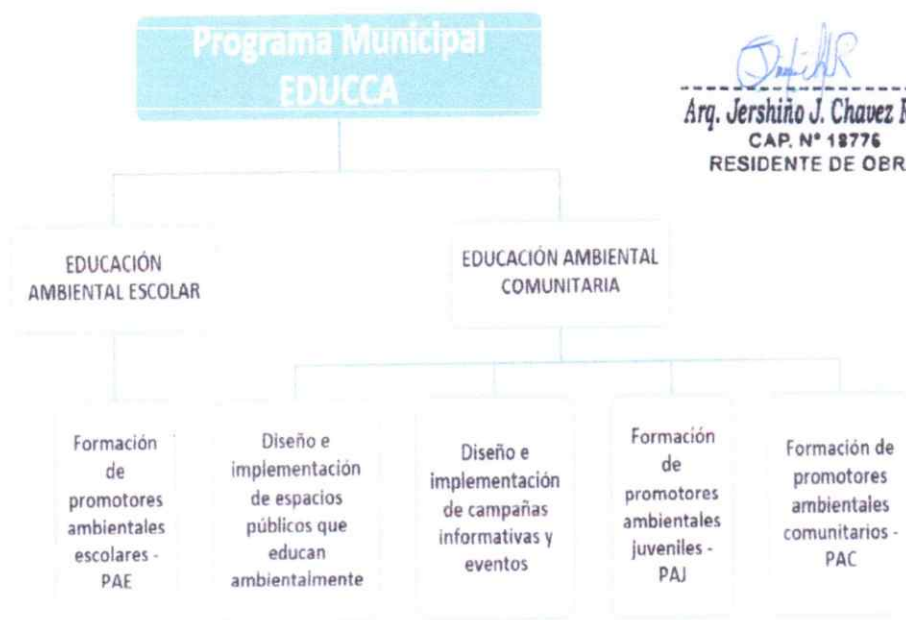 Programa Municipal
EDUCCA
Arq. Jershiño J. Chavez
CAP. N° 18776
RESIDENTE DE OBR
EDUCACIÓN
AMBIENTAL ESCOLAR
EDUCACIÓN AMBIENTAL
COMUNITARIA
Formación
de
promotores
ambientales
escolares -
PAE
Diseño e
implementación
de espacios
públicos que
educan
ambientalmente
Diseño e
implementación
de campañas
informativas y
eventos
Formación
de
promotores
ambientales
juveniles -
PAJ
Formación de
promotores
ambientales
comunitarios -
PAC